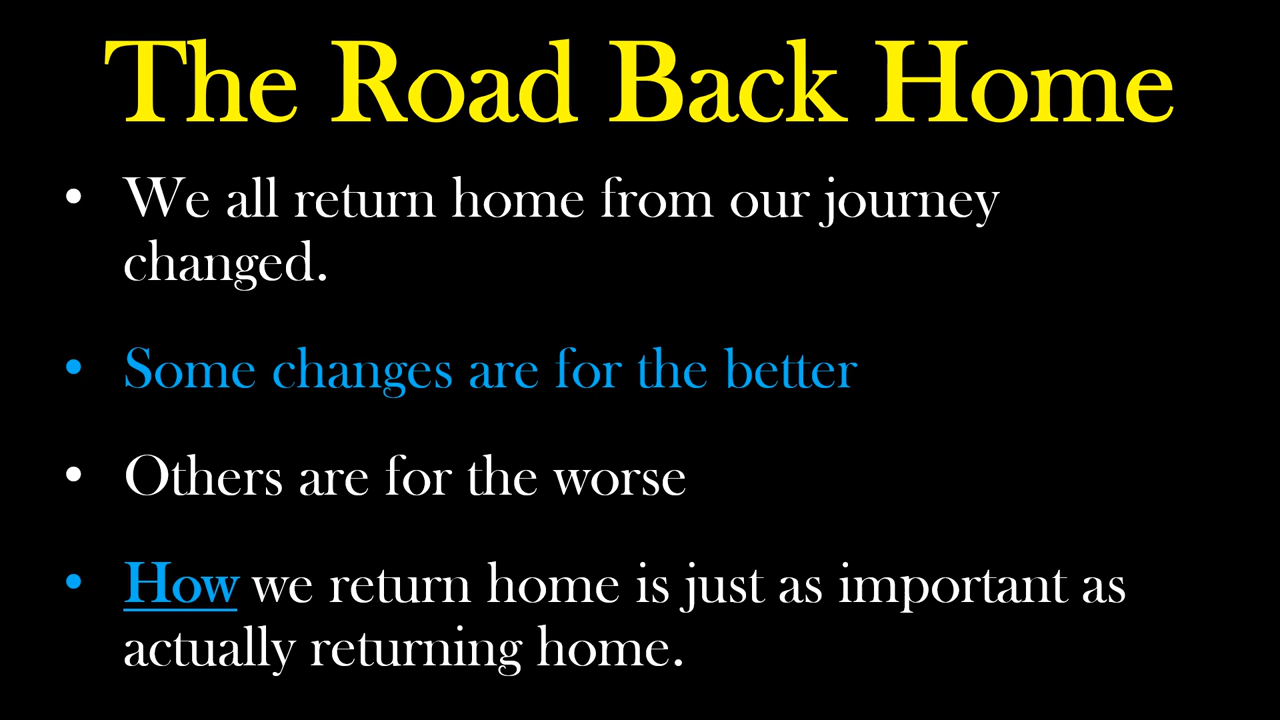 The Road Back Home
• We all return home from our journey
changed.
• Some changes are for the better
• Others are for the worse
• How we return home is just as important as
actually returning home.